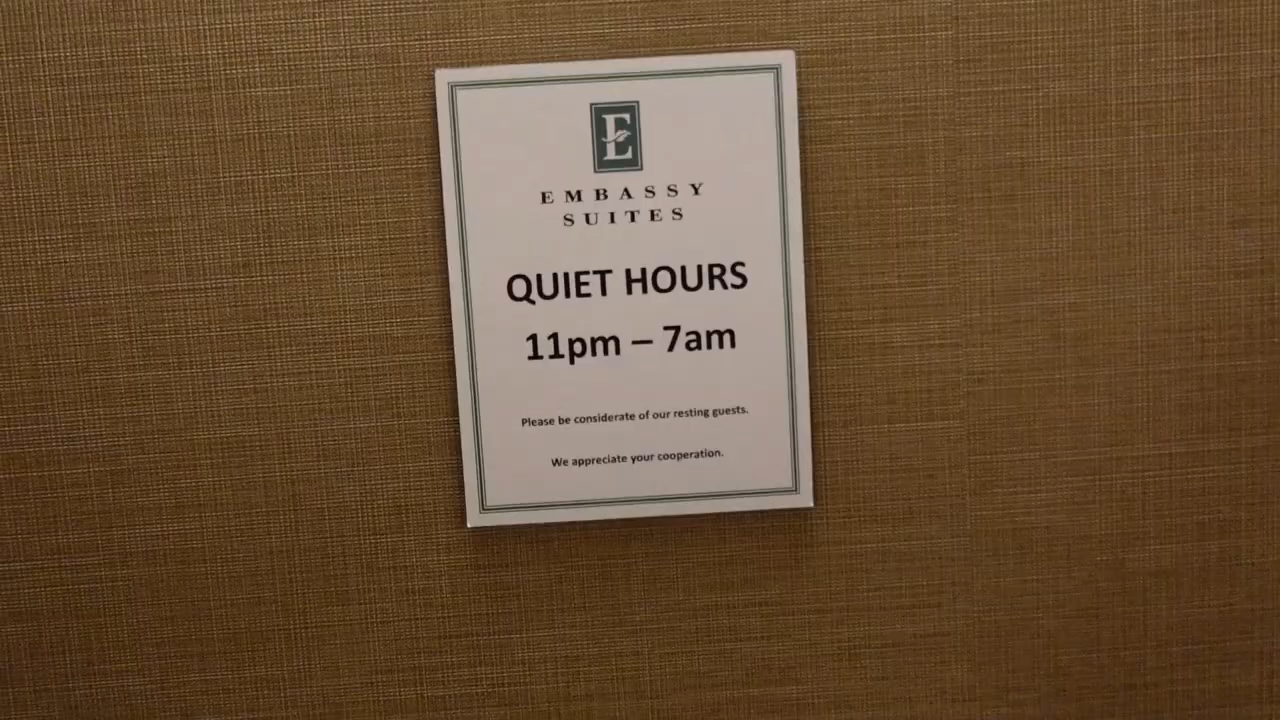 E
EMBASSY
SUITES
QUIET HOURS
11pm – 7am
Please be considerate of our resting guests.
We appreciate your cooperation.